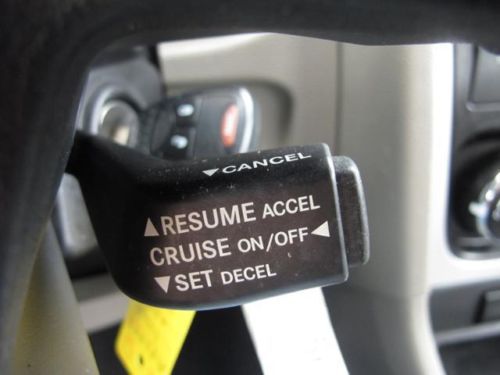 ▼CANCEL
▲RESUME ACCEL
CRUISE ON/OFF◀
▼SET DECEL